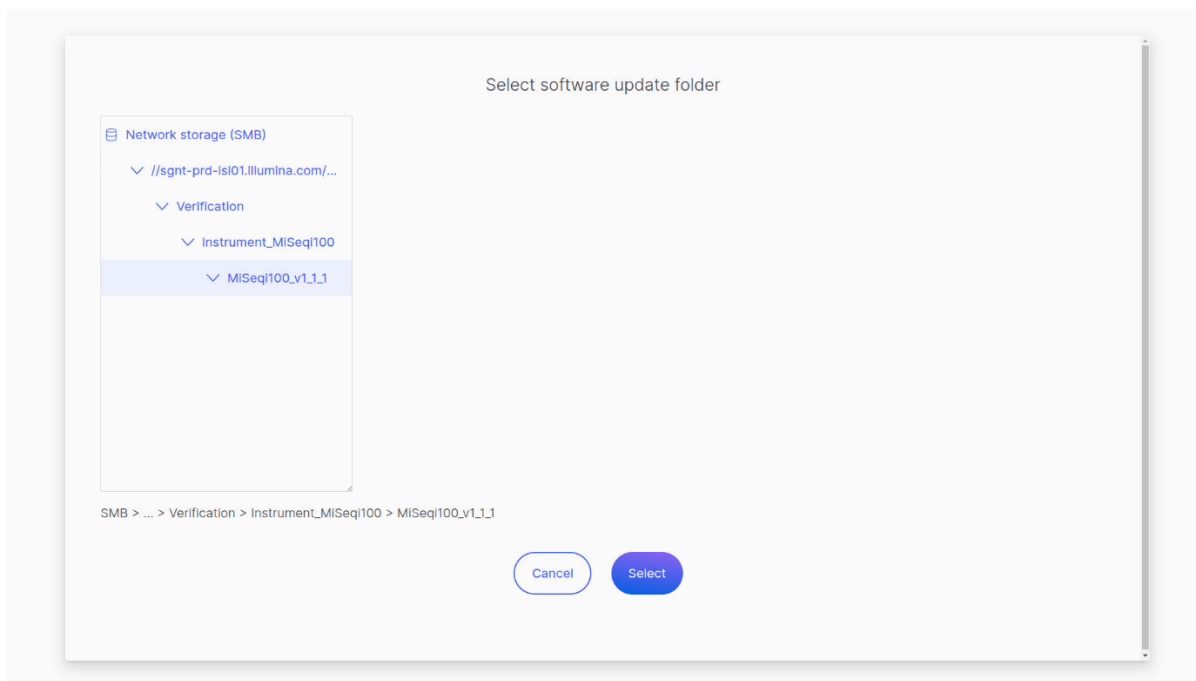 Select software update folder
Network storage (SMB)
//sgnt-prd-isl01.illumina.com/...
Verification
Instrument_MiSeqi100
MiSeqi100_v1_1_1
SMB > ... > Verification > Instrument_MiSeqi100 > MiSeqi100_v1_1_1
Cancel
Select